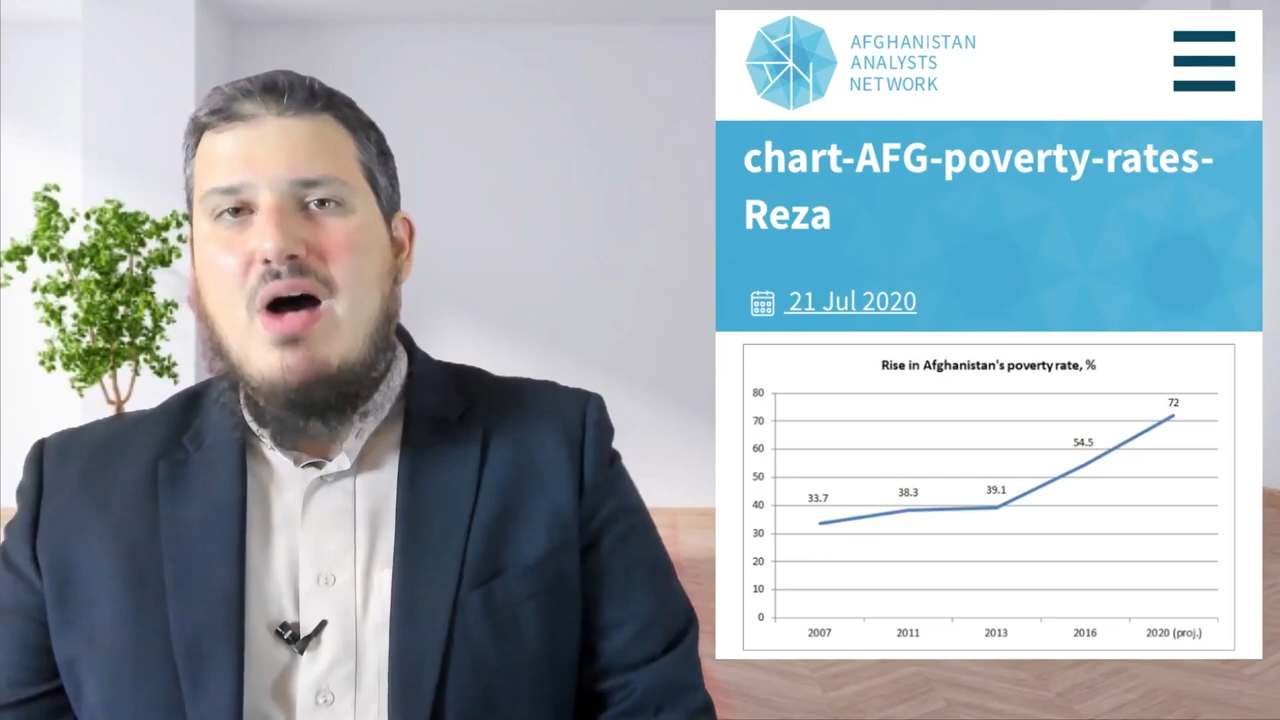 AFGHANISTAN
ANALYSTS
NETWORK
chart-AFG-poverty-rates-
Reza
21 Jul 2020
Rise in Afghanistan's poverty rate, %
80
70
60
50
40
30
20
10
0
33.7
38.3
39.1
54.5
72
2007 2011 2013 2016 2020 (proj.)